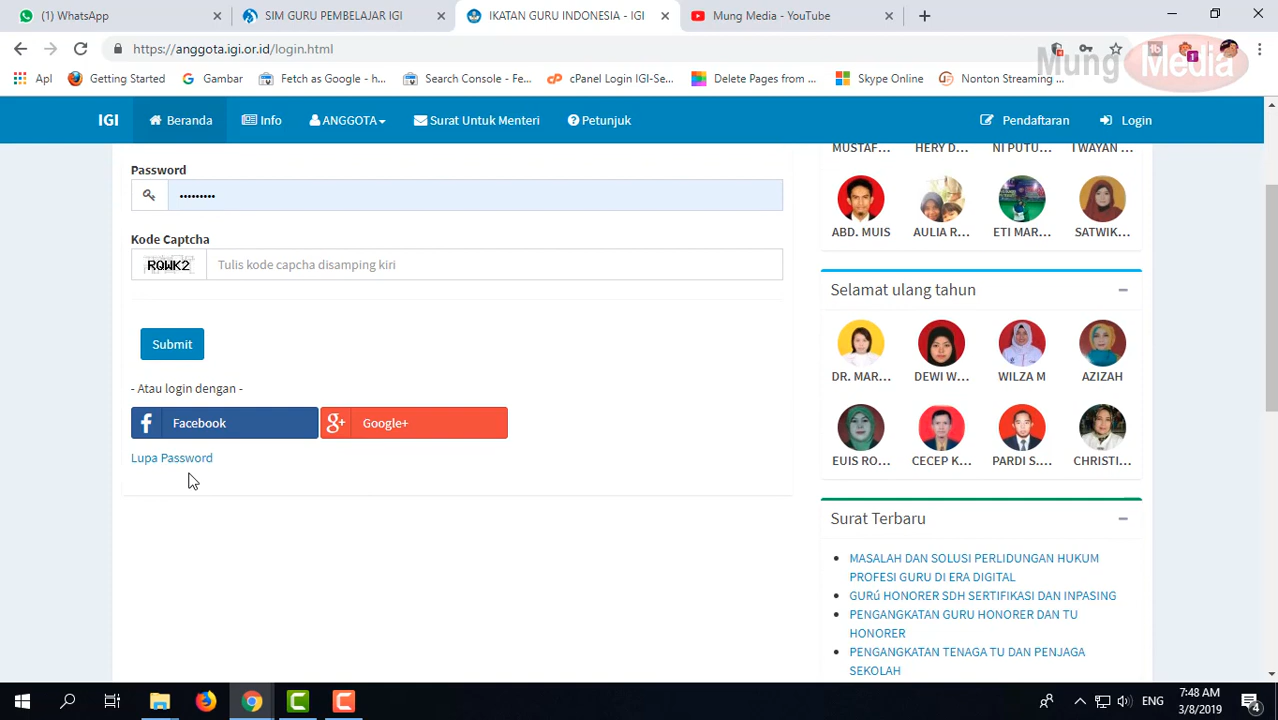 (1) WhatsApp
SIM GURU PEMBELAJAR IGI
IKATAN GURU INDONESIA - IGI
Mung Media - YouTube
https://anggota.igi.or.id/login.html
Apl
Getting Started
Gambar
Fetch as Google - h...
Search Console - Fe...
cPanel Login IGI-Se...
Delete Pages from ...
Skype Online
Nonton Streaming ...
Mung Media
IGI
Beranda
Info
ANGGOTA
Surat Untuk Menteri
Petunjuk
Pendaftaran
Login
Password
•••••••••
Kode Captcha
RQWK2
Tulis kode capcha disamping kiri
Submit
- Atau login dengan -
Facebook
Google+
Lupa Password
MUSTAF...
HERY D...
NI PUTU...
I WAYAN ...
ABD. MUIS
AULIA R...
ETI MAR...
SATWIK...
Selamat ulang tahun
DR. MAR...
DEWI W...
WILZA M
AZIZAH
EUIS RO...
CECEP K...
PARDI S....
CHRISTI...
Surat Terbaru
MASALAH DAN SOLUSI PERLIDUNGAN HUKUM
PROFESI GURU DI ERA DIGITAL
GURú HONORER SDH SERTIFIKASI DAN INPASING
PENGANGKATAN GURU HONORER DAN TU
HONORER
PENGANGKATAN TENAGA TU DAN PENJAGA
SEKOLAH
ENG
7:48 AM
3/8/2019
4